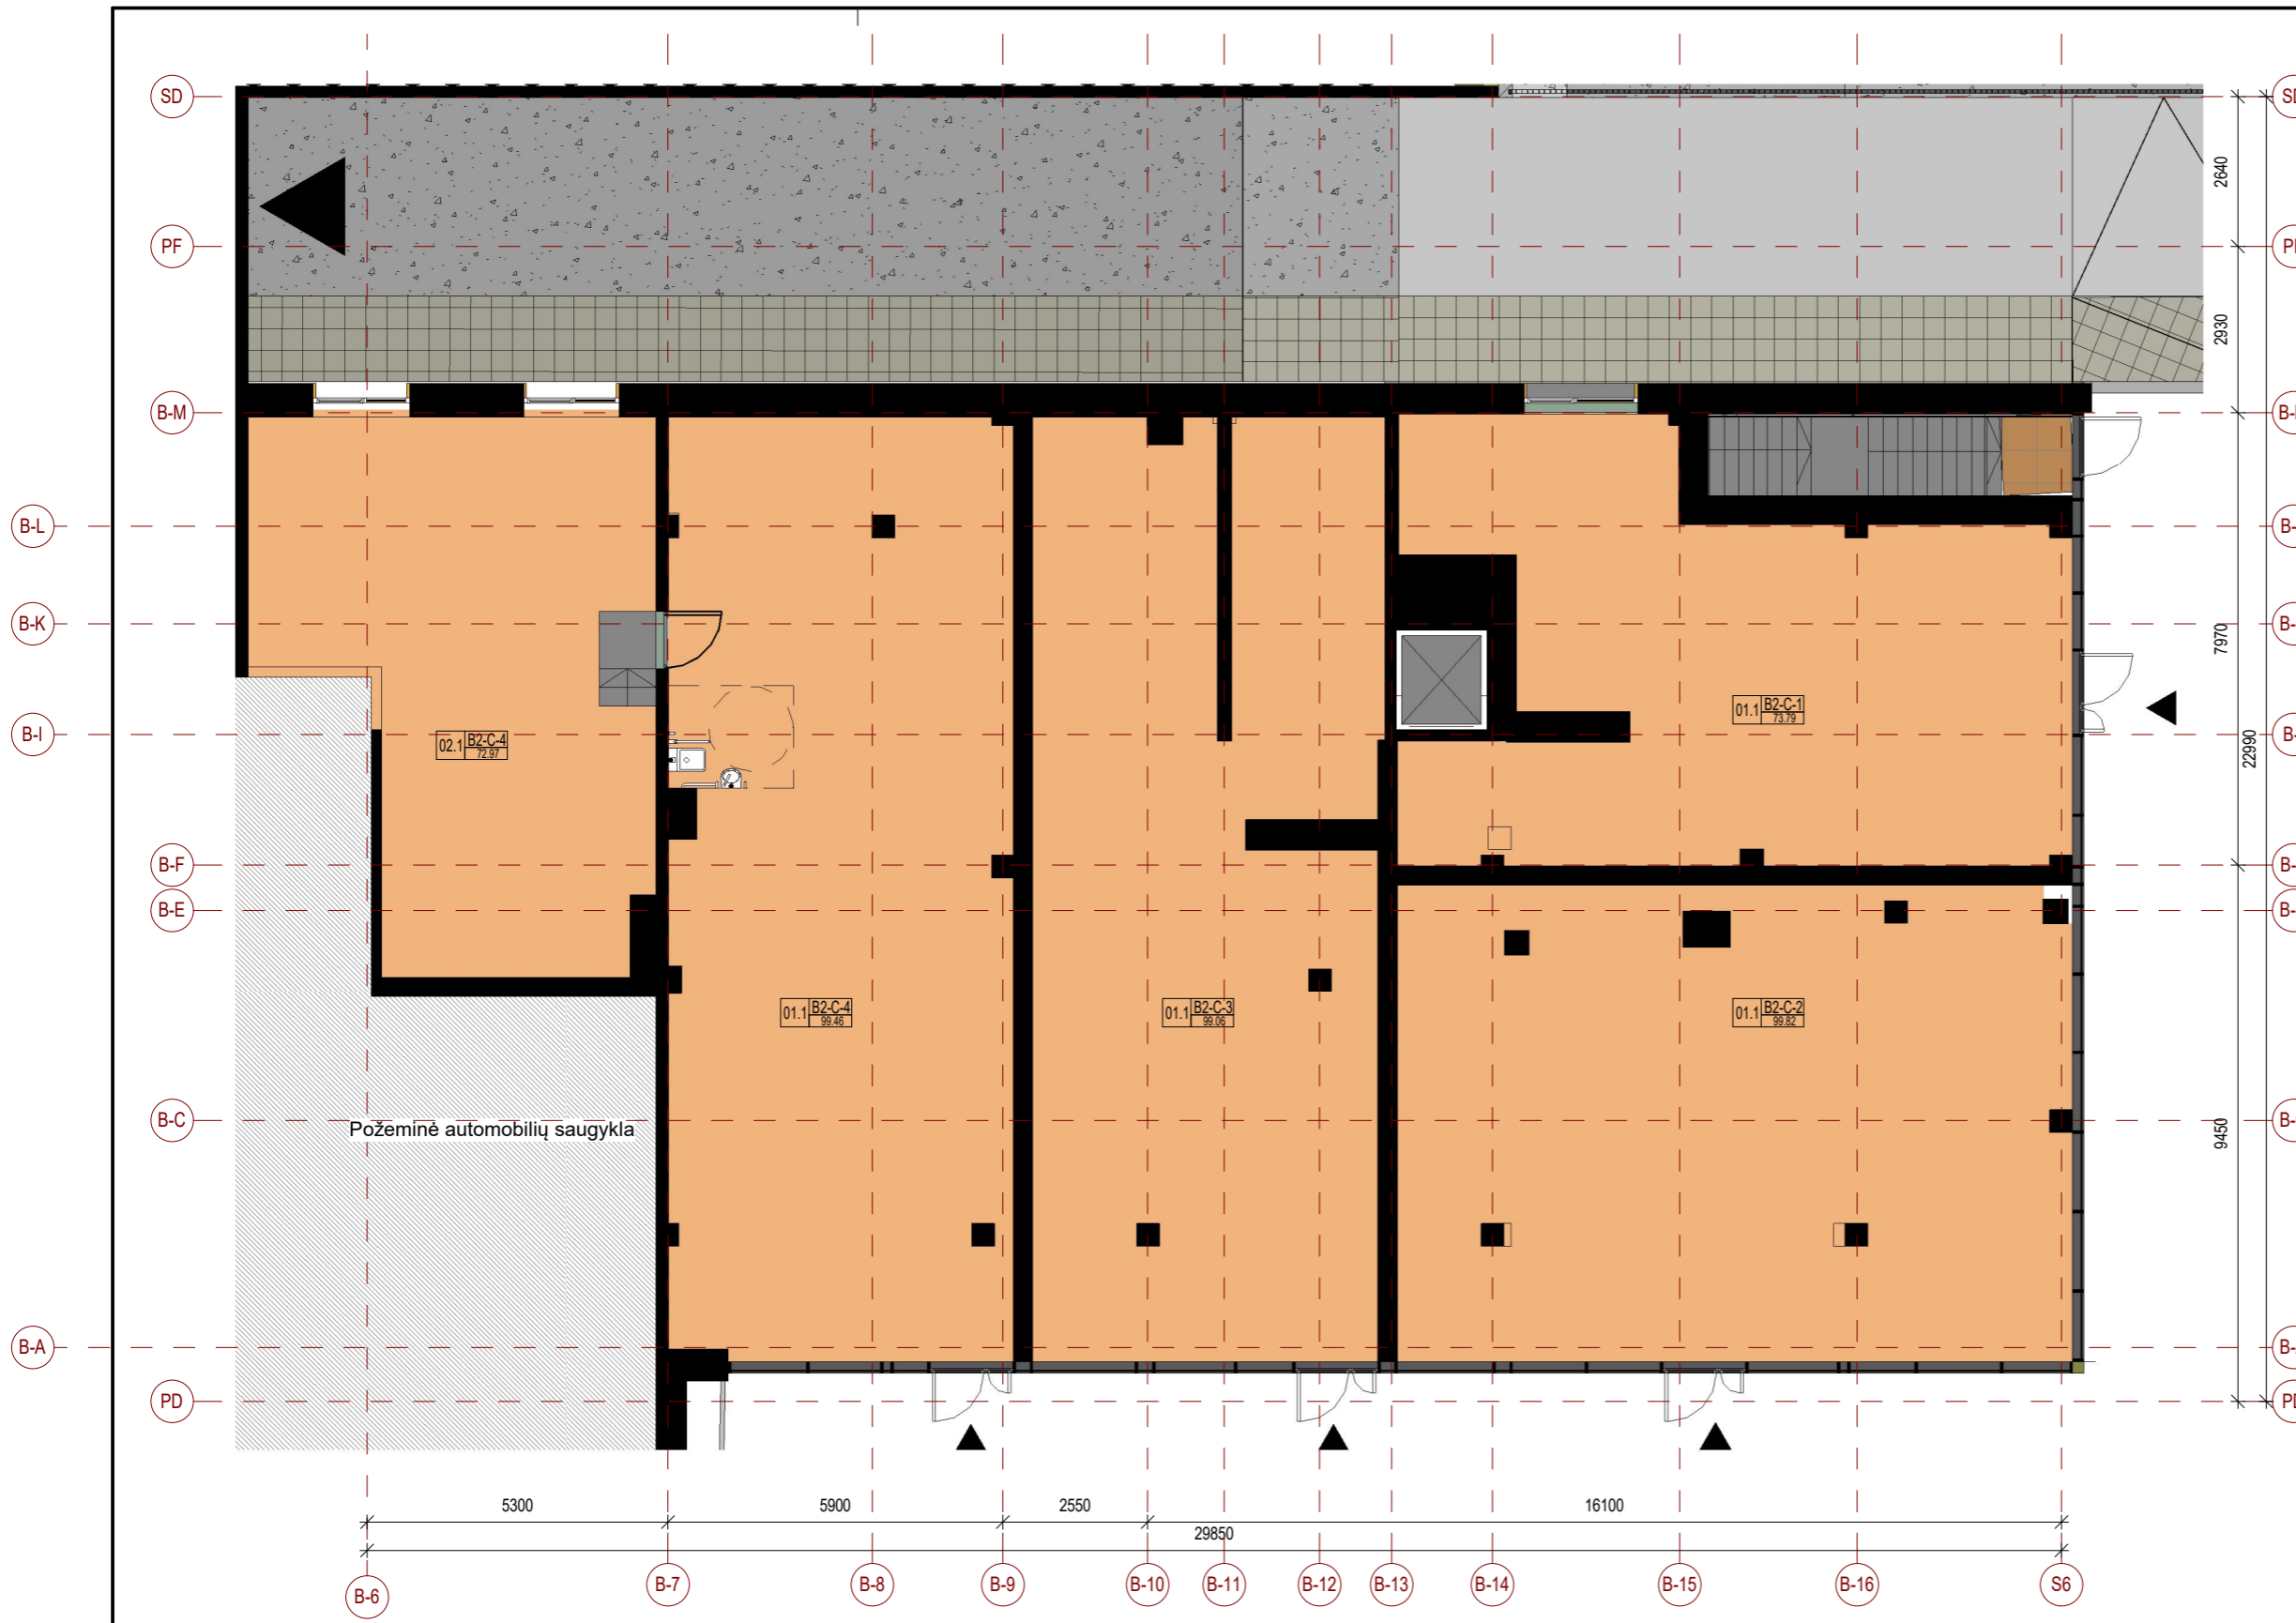 SD
2640
PF
2930
B-M
B-L
B-K
7970
01.1 B2-C-1
73.79
B-I
02.1 B2-C-4
72.97
22990
B-F
B-E
01.1 B2-C-4
99.46
01.1 B2-C-3
99.06
01.1 B2-C-2
99.82
B-C
Požeminė automobilių saugykla
9450
B-A
PD
5300
5900
2550
16100
29850
B-6
B-7
B-8
B-9
B-10
B-11
B-12
B-13
B-14
B-15
B-16
S6